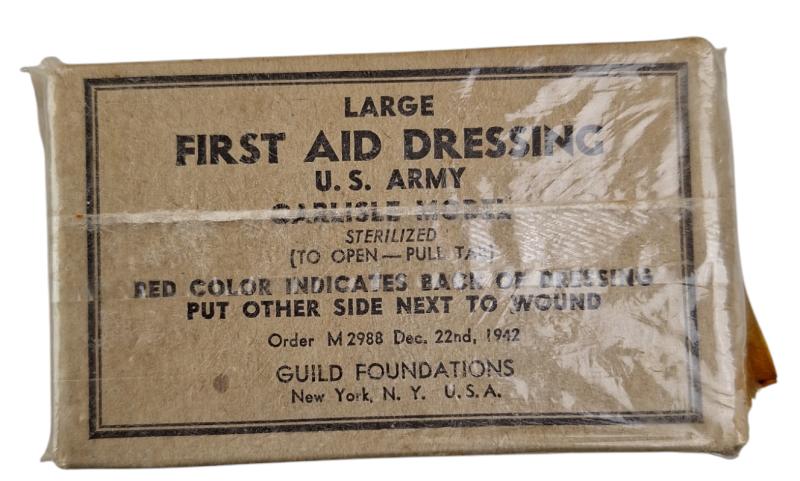 LARGE
FIRST AID DRESSING
U. S. ARMY
CARLISLE MODEL
STERILIZED
(TO OPEN — PULL TAB)
RED COLOR INDICATES BACK OF DRESSING
PUT OTHER SIDE NEXT TO WOUND
Order M2988 Dec. 22nd, 1942
GUILD FOUNDATIONS
New York, N. Y. U. S. A.